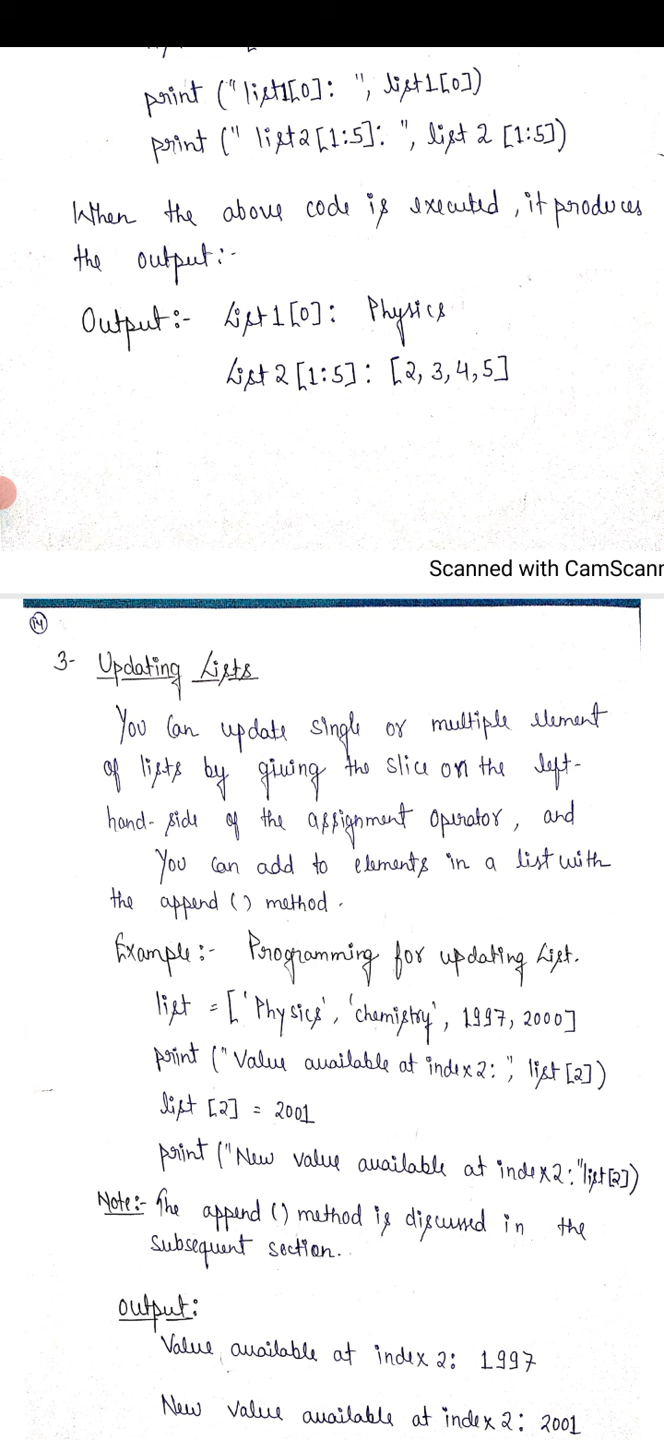 print ("list1[0]: ", list1[0])
print (" list2[1:5]: ", list 2 [1:5])
When the above code is executed, it produces
the output:-
Output:- List1[0]: Physics
List 2 [1:5]: [2, 3, 4, 5]
Scanned with CamScann
14
3- Updating Lists
You Can update single or multiple element
of lists by giving the slice on the left-
hand-side of the assignment operator, and
You can add to elements in a list with
the append () method.
Example:- Programming for updating List.
list = ['Physics', 'chemistry', 1997, 2000]
print ("Value available at index 2: ", list [2])
list [2] = 2001
print ("New value available at index 2:"list[2])
Note:- The append () method is discussed in the
subsequent section..
output:
Value available at index 2: 1997
New value available at index 2: 2001